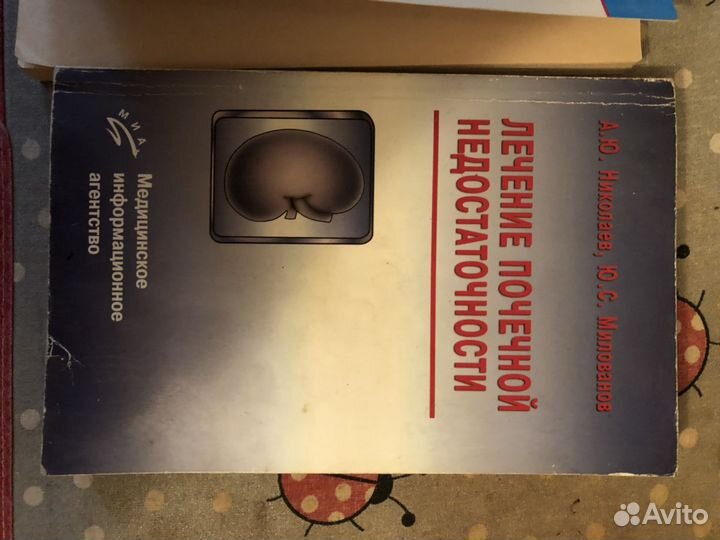 А.Ю. Николаев, Ю.С. Милованов
ЛЕЧЕНИЕ ПОЧЕЧНОЙ
НЕДОСТАТОЧНОСТИ
МИА
Медицинское
информационное
агентство
Avito